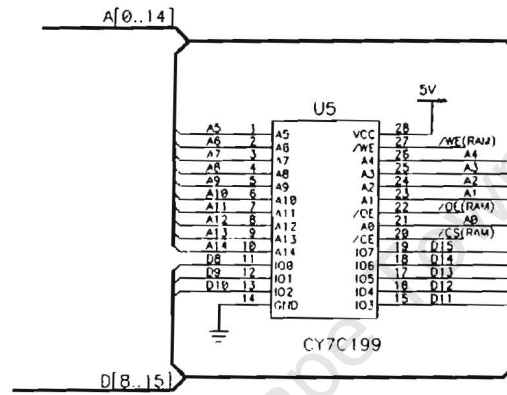 A[0..14]
5V
U5
A5 1 A5 VCC 28
A6 2 A6 /WE 27 /WE(RAM)
A7 3 A7 A4 26 A4
A8 4 A8 A3 25 A3
A9 5 A9 A2 24 A2
A10 6 A10 A1 23 A1
A11 7 A11 /OE 22 /OE(RAM)
A12 8 A12 A0 21 A0
A13 9 A13 /CE 20 /CS(RAM)
A14 10 A14 IO7 19 D15
D8 11 IO0 IO6 18 D14
D9 12 IO1 IO5 17 D13
D10 13 IO2 IO4 16 D12
14 GND IO3 15 D11
CY7C199
D[8..15]
ape Town